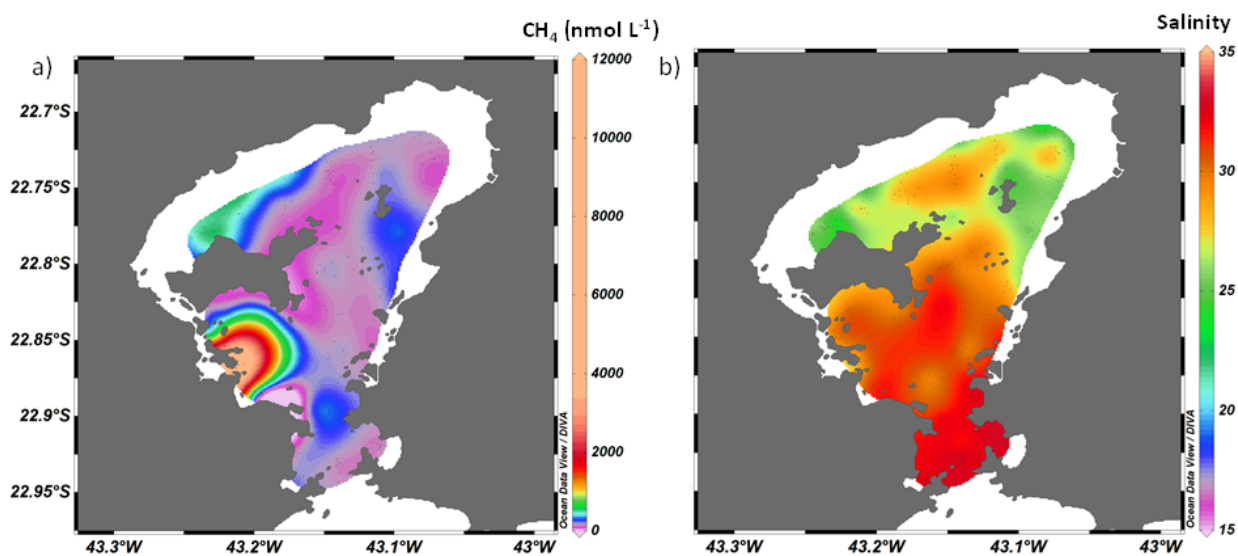 CH₄ (nmol L⁻¹)
Salinity
a)
b)
12000
10000
8000
6000
4000
2000
0
35
30
25
20
15
22.7°S
22.75°S
22.8°S
22.85°S
22.9°S
22.95°S
43.3°W
43.2°W
43.1°W
43°W
43.3°W
43.2°W
43.1°W
43°W
Ocean Data View / DIVA
Ocean Data View / DIVA